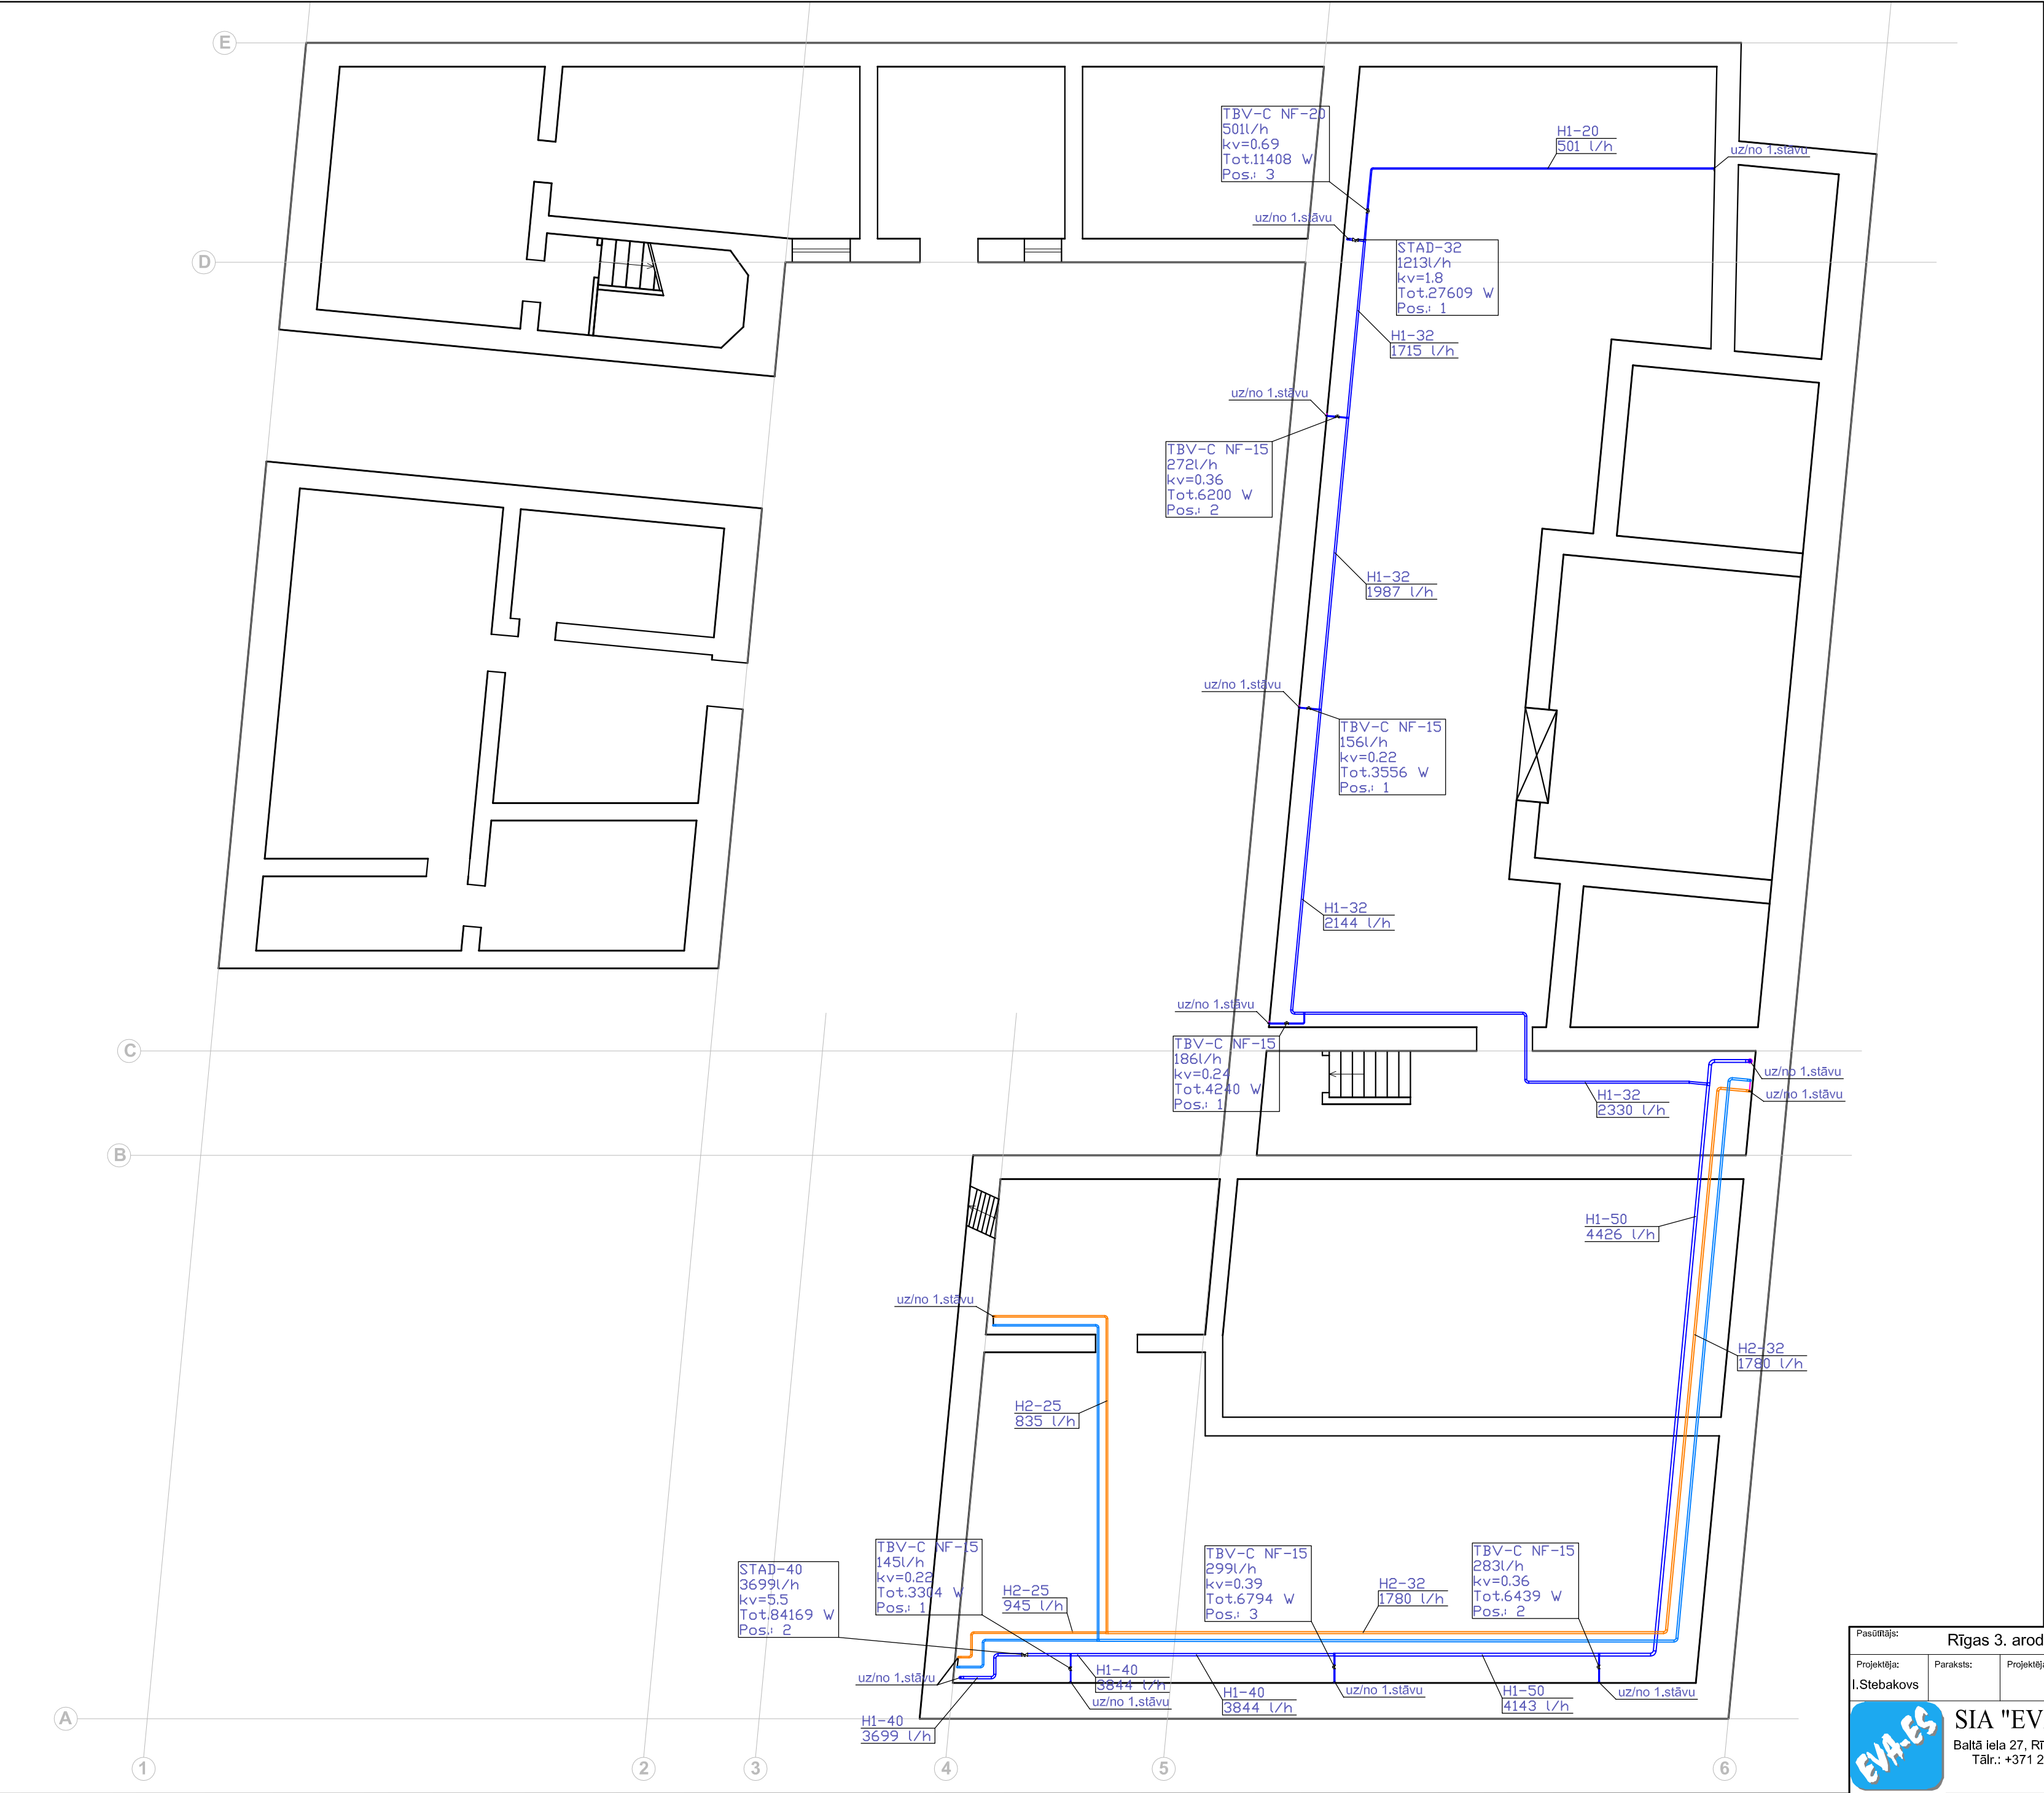 E
TBV-C NF-20
501l/h
kv=0.69
Tot.11408 W
Pos.: 3
H1-20
501 l/h
uz/no 1.stāvu
uz/no 1.stāvu
D
STAD-32
1213l/h
kv=1.8
Tot.27609 W
Pos.: 1
H1-32
1715 l/h
uz/no 1.stāvu
TBV-C NF-15
272l/h
kv=0.36
Tot.6200 W
Pos.: 2
H1-32
1987 l/h
uz/no 1.stāvu
TBV-C NF-15
156l/h
kv=0.22
Tot.3556 W
Pos.: 1
H1-32
2144 l/h
uz/no 1.stāvu
C
TBV-C NF-15
186l/h
kv=0.24
Tot.4240 W
Pos.: 1
uz/no 1.stāvu
uz/no 1.stāvu
H1-32
2330 l/h
B
H1-50
4426 l/h
uz/no 1.stāvu
H2-32
1780 l/h
H2-25
835 l/h
STAD-40
3699l/h
kv=5.5
Tot.84169 W
Pos.: 2
TBV-C NF-15
145l/h
kv=0.22
Tot.3304 W
Pos.: 1
H2-25
945 l/h
TBV-C NF-15
299l/h
kv=0.39
Tot.6794 W
Pos.: 3
H2-32
1780 l/h
TBV-C NF-15
283l/h
kv=0.36
Tot.6439 W
Pos.: 2
uz/no 1.stāvu
H1-40
3844 l/h
uz/no 1.stāvu
H1-40
3844 l/h
uz/no 1.stāvu
H1-50
4143 l/h
uz/no 1.stāvu
A
H1-40
3699 l/h
1
2
3
4
5
6
Pasūtītājs:
Rīgas 3. arod
Projektēja:
Paraksts:
Projektēja
I.Stebakovs
EVA-ES
SIA "EV
Baltā iela 27, Rī
Tālr.: +371 2